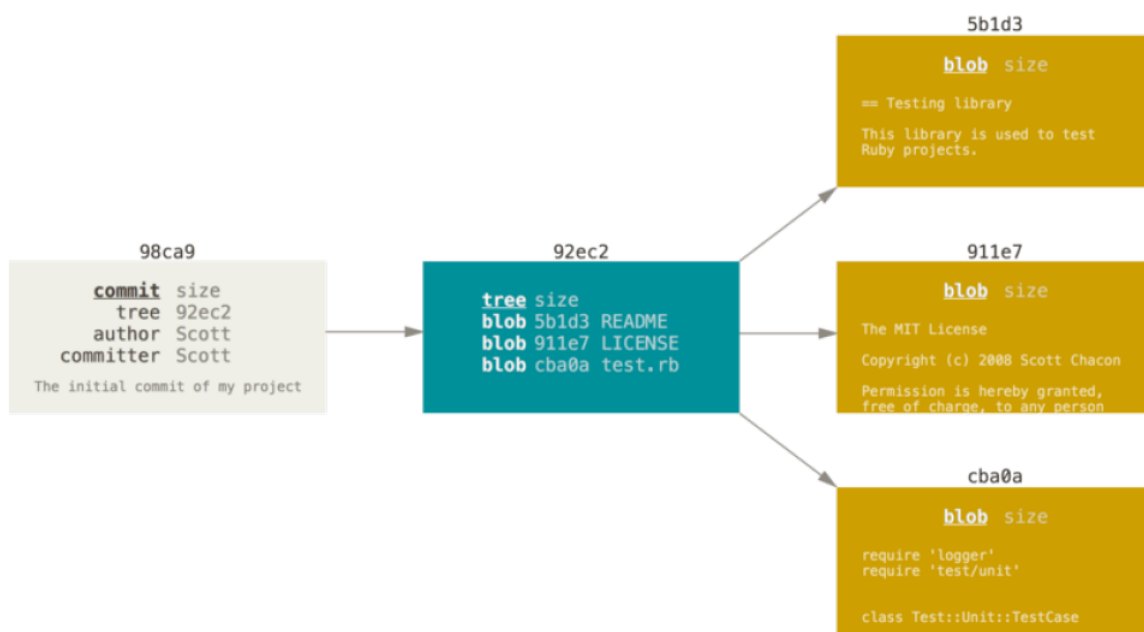 98ca9
commit size
tree 92ec2
author Scott
committer Scott
The initial commit of my project
92ec2
tree size
blob 5b1d3 README
blob 911e7 LICENSE
blob cba0a test.rb
5b1d3
blob size
== Testing library
This library is used to test
Ruby projects.
911e7
blob size
The MIT License
Copyright (c) 2008 Scott Chacon
Permission is hereby granted,
free of charge, to any person
cba0a
blob size
require 'logger'
require 'test/unit'
class Test::Unit::TestCase